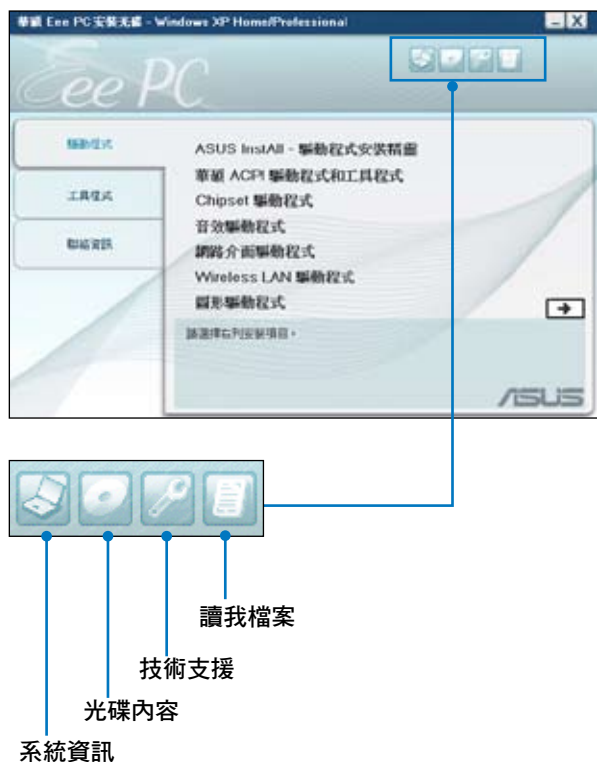 華碩 Eee PC 安裝光碟 - Windows XP Home/Professional
Eee PC
驅動程式
工具程式
聯絡資訊
ASUS InstAll - 驅動程式安裝精靈
華碩 ACPI 驅動程式和工具程式
Chipset 驅動程式
音效驅動程式
網路介面驅動程式
Wireless LAN 驅動程式
圖形驅動程式
請選擇右列安裝項目。
ASUS
讀我檔案
技術支援
光碟內容
系統資訊